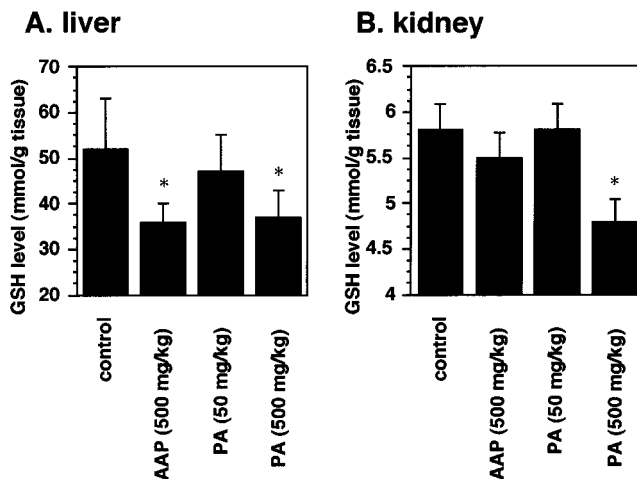 A. liver
GSH level (mmol/g tissue)
70
60
50
40
30
20
*
*
control
AAP (500 mg/kg)
PA (50 mg/kg)
PA (500 mg/kg)
B. kidney
GSH level (mmol/g tissue)
6.5
6
5.5
5
4.5
4
*
control
AAP (500 mg/kg)
PA (50 mg/kg)
PA (500 mg/kg)